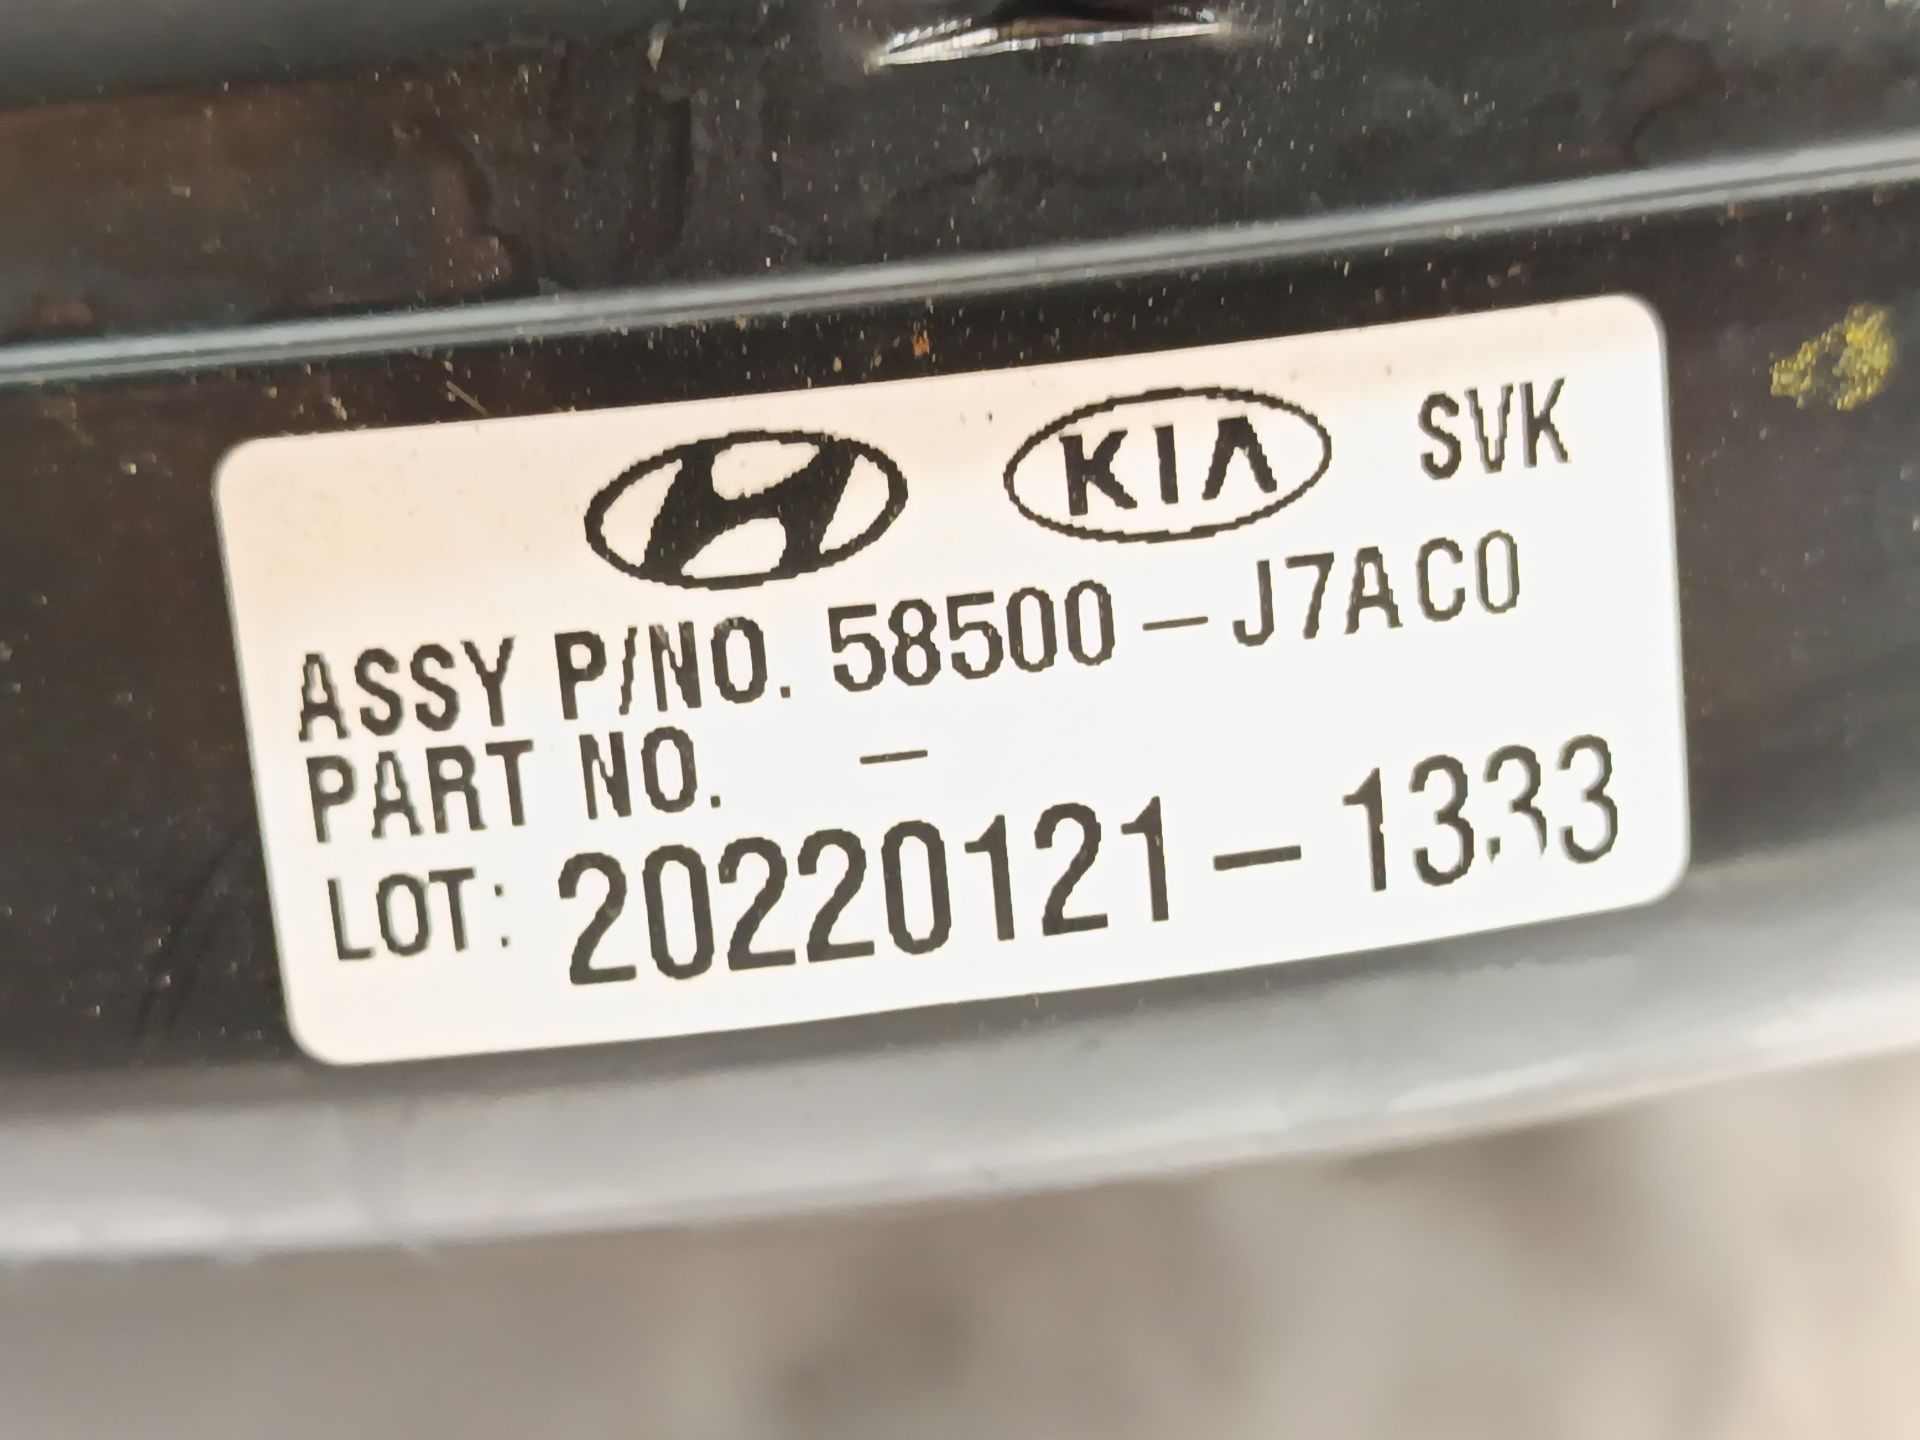 KIA SVK
ASSY P/NO. 58500-J7AC0
PART NO. -
LOT: 20220121-1333